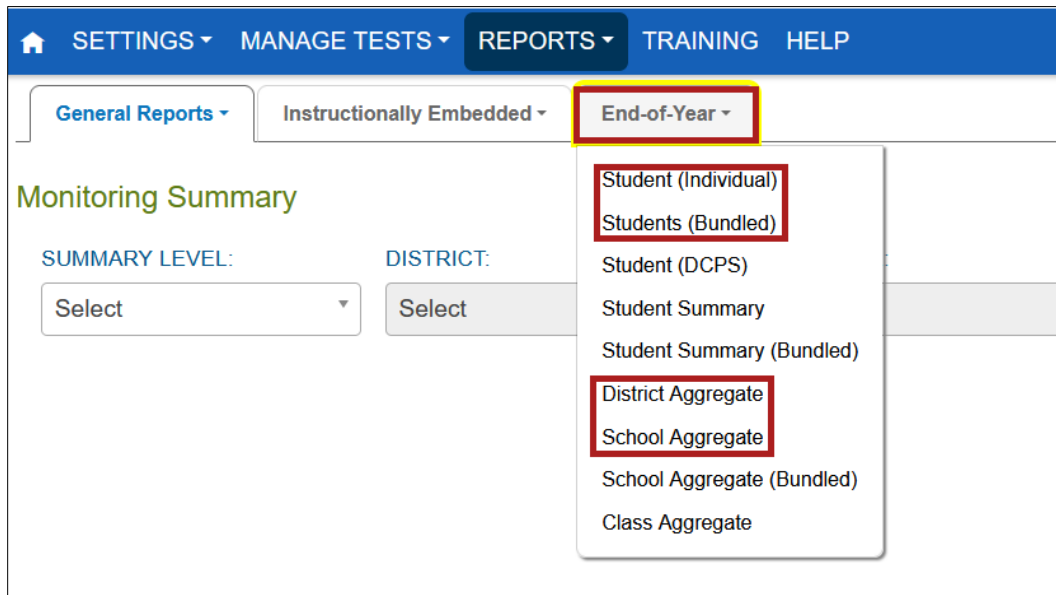 SETTINGS MANAGE TESTS REPORTS TRAINING HELP
General Reports Instructionally Embedded End-of-Year
Monitoring Summary
SUMMARY LEVEL: DISTRICT: :
Select Select
Student (Individual)
Students (Bundled)
Student (DCPS)
Student Summary
Student Summary (Bundled)
District Aggregate
School Aggregate
School Aggregate (Bundled)
Class Aggregate